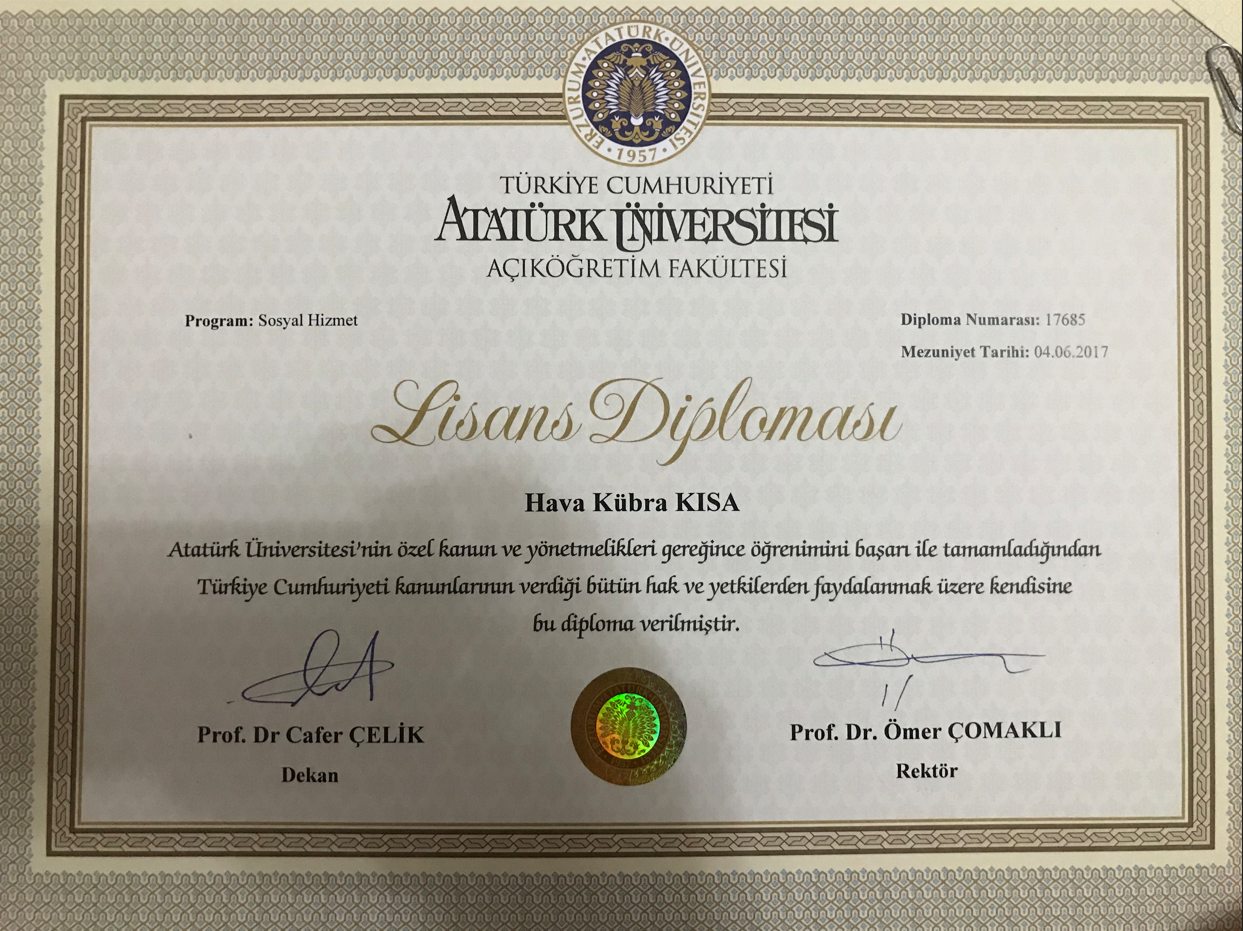 ERZURUM · ATATÜRK · ÜNİVERSİTESİ · 1957 ·
TÜRKİYE CUMHURİYETİ
ATATÜRK ÜNİVERSİTESİ
AÇIKÖĞRETİM FAKÜLTESİ
Program: Sosyal Hizmet
Diploma Numarası: 17685
Mezuniyet Tarihi: 04.06.2017
Lisans Diploması
Hava Kübra KISA
Atatürk Üniversitesi'nin özel kanun ve yönetmelikleri gereğince öğrenimini başarı ile tamamladığından
Türkiye Cumhuriyeti kanunlarının verdiği bütün hak ve yetkilerden faydalanmak üzere kendisine
bu diploma verilmiştir.
Prof. Dr Cafer ÇELİK
Dekan
Prof. Dr. Ömer ÇOMAKLI
Rektör